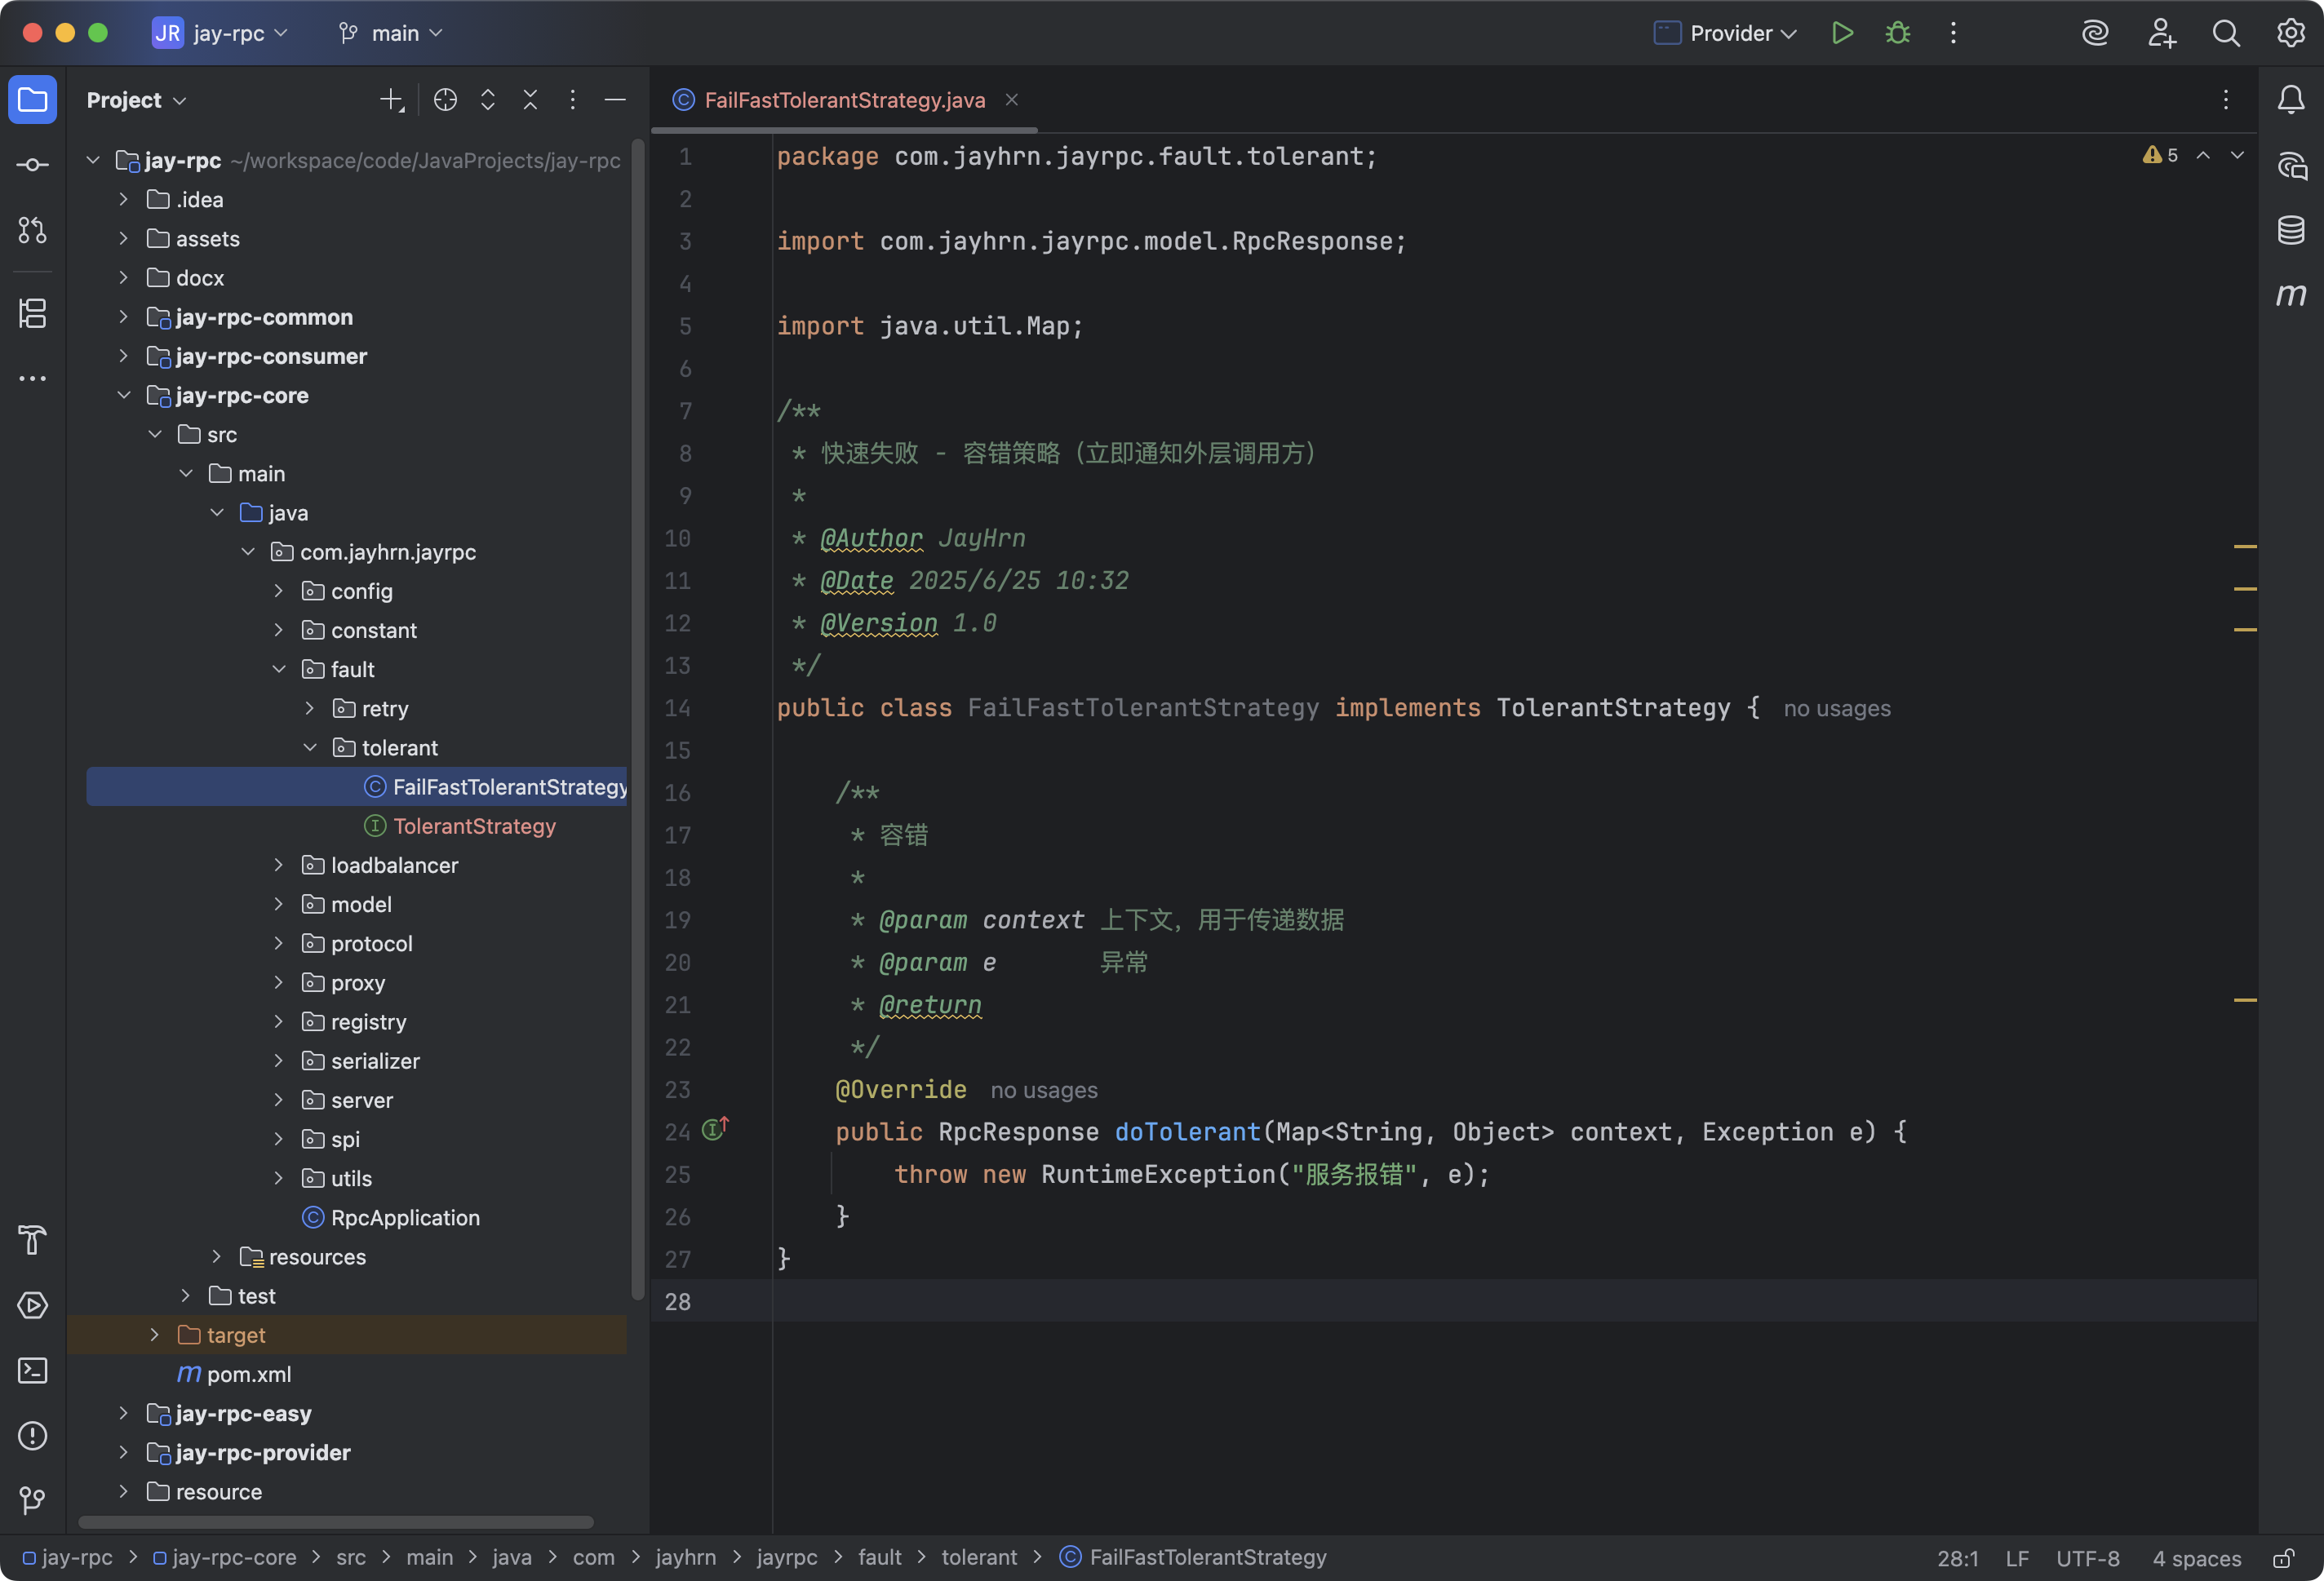 JR jay-rpc main Provider
Project
jay-rpc ~/workspace/code/JavaProjects/jay-rpc
.idea
assets
docx
jay-rpc-common
jay-rpc-consumer
jay-rpc-core
src
main
java
com.jayhrn.jayrpc
config
constant
fault
retry
tolerant
FailFastTolerantStrategy
TolerantStrategy
loadbalancer
model
protocol
proxy
registry
serializer
server
spi
utils
RpcApplication
resources
test
target
pom.xml
jay-rpc-easy
jay-rpc-provider
resource
FailFastTolerantStrategy.java
5
1 package com.jayhrn.jayrpc.fault.tolerant;
2
3 import com.jayhrn.jayrpc.model.RpcResponse;
4
5 import java.util.Map;
6
7 /**
8 * 快速失败 - 容错策略（立即通知外层调用方）
9 *
10 * @Author JayHrn
11 * @Date 2025/6/25 10:32
12 * @Version 1.0
13 */
14 public class FailFastTolerantStrategy implements TolerantStrategy { no usages
15
16 /**
17 * 容错
18 *
19 * @param context 上下文，用于传递数据
20 * @param e 异常
21 * @return
22 */
23 @Override no usages
24 public RpcResponse doTolerant(Map<String, Object> context, Exception e) {
25 throw new RuntimeException("服务报错", e);
26 }
27 }
28
jay-rpc > jay-rpc-core > src > main > java > com > jayhrn > jayrpc > fault > tolerant > FailFastTolerantStrategy
28:1 LF UTF-8 4 spaces